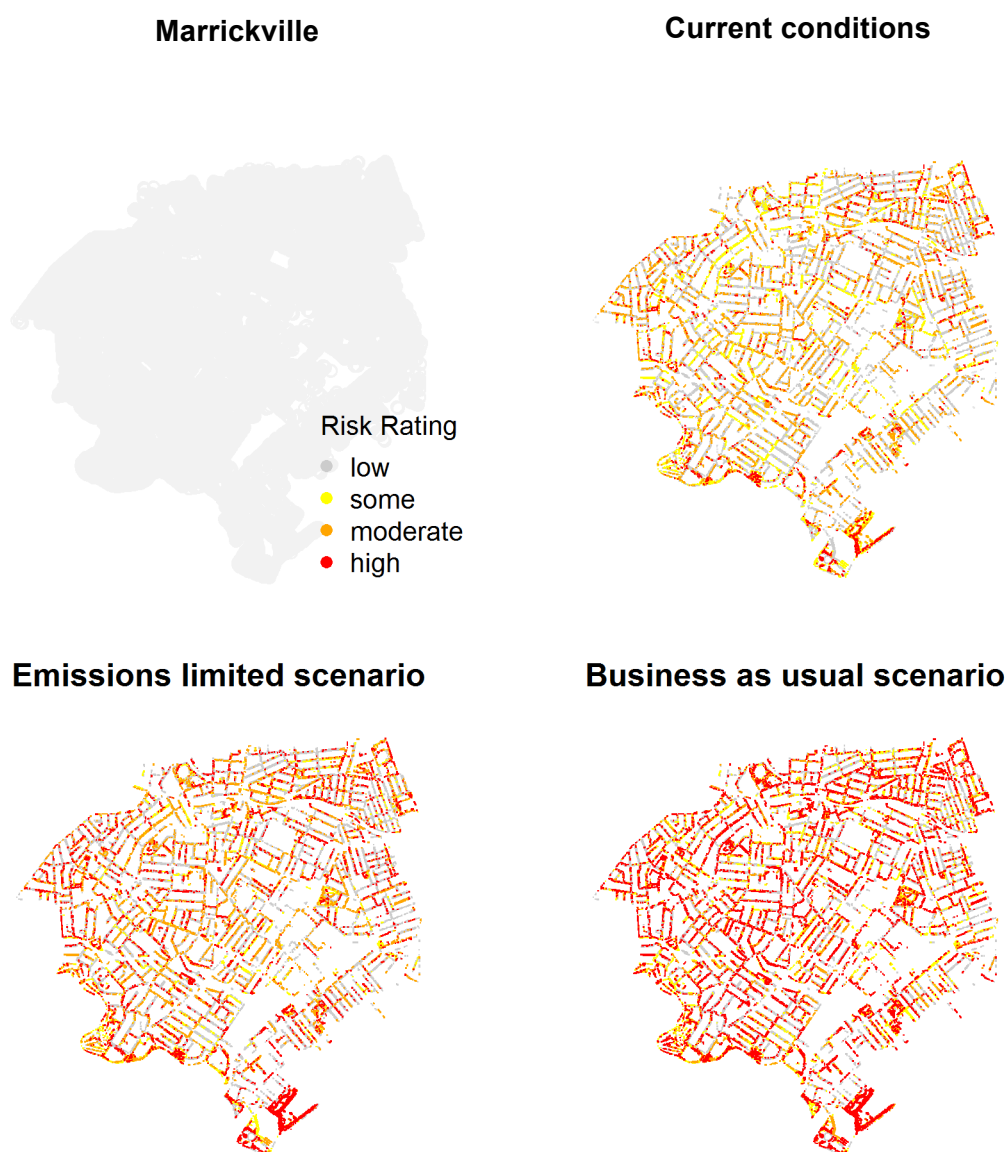 Marrickville
Current conditions
Risk Rating
low
some
moderate
high
Emissions limited scenario
Business as usual scenario